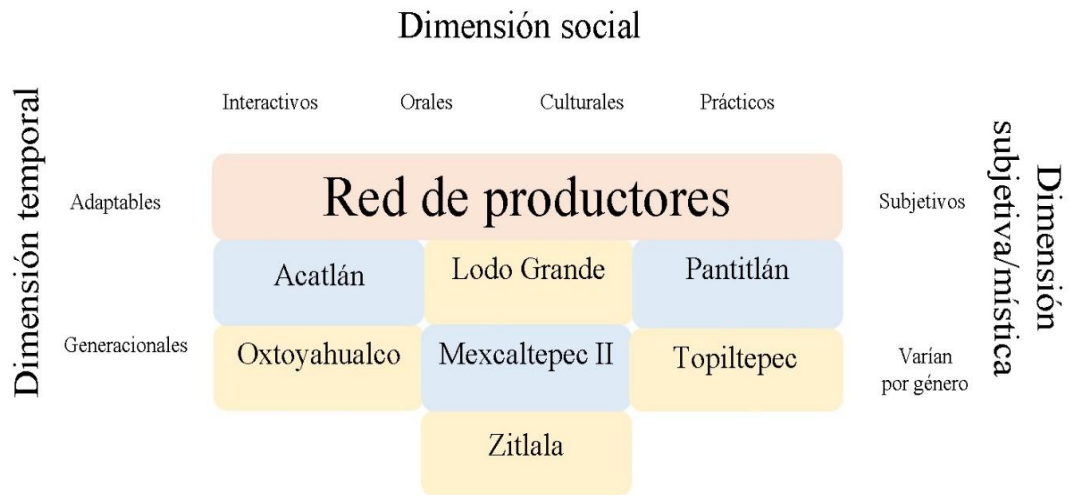 Dimensión social
Interactivos Orales Culturales Prácticos
Dimensión temporal
Adaptables
Generacionales
Red de productores
Acatlán Lodo Grande Pantitlán
Oxtoyahualco Mexcaltepec II Topiltepec
Zitlala
Subjetivos
Varían
por género
Dimensión
subjetiva/mística